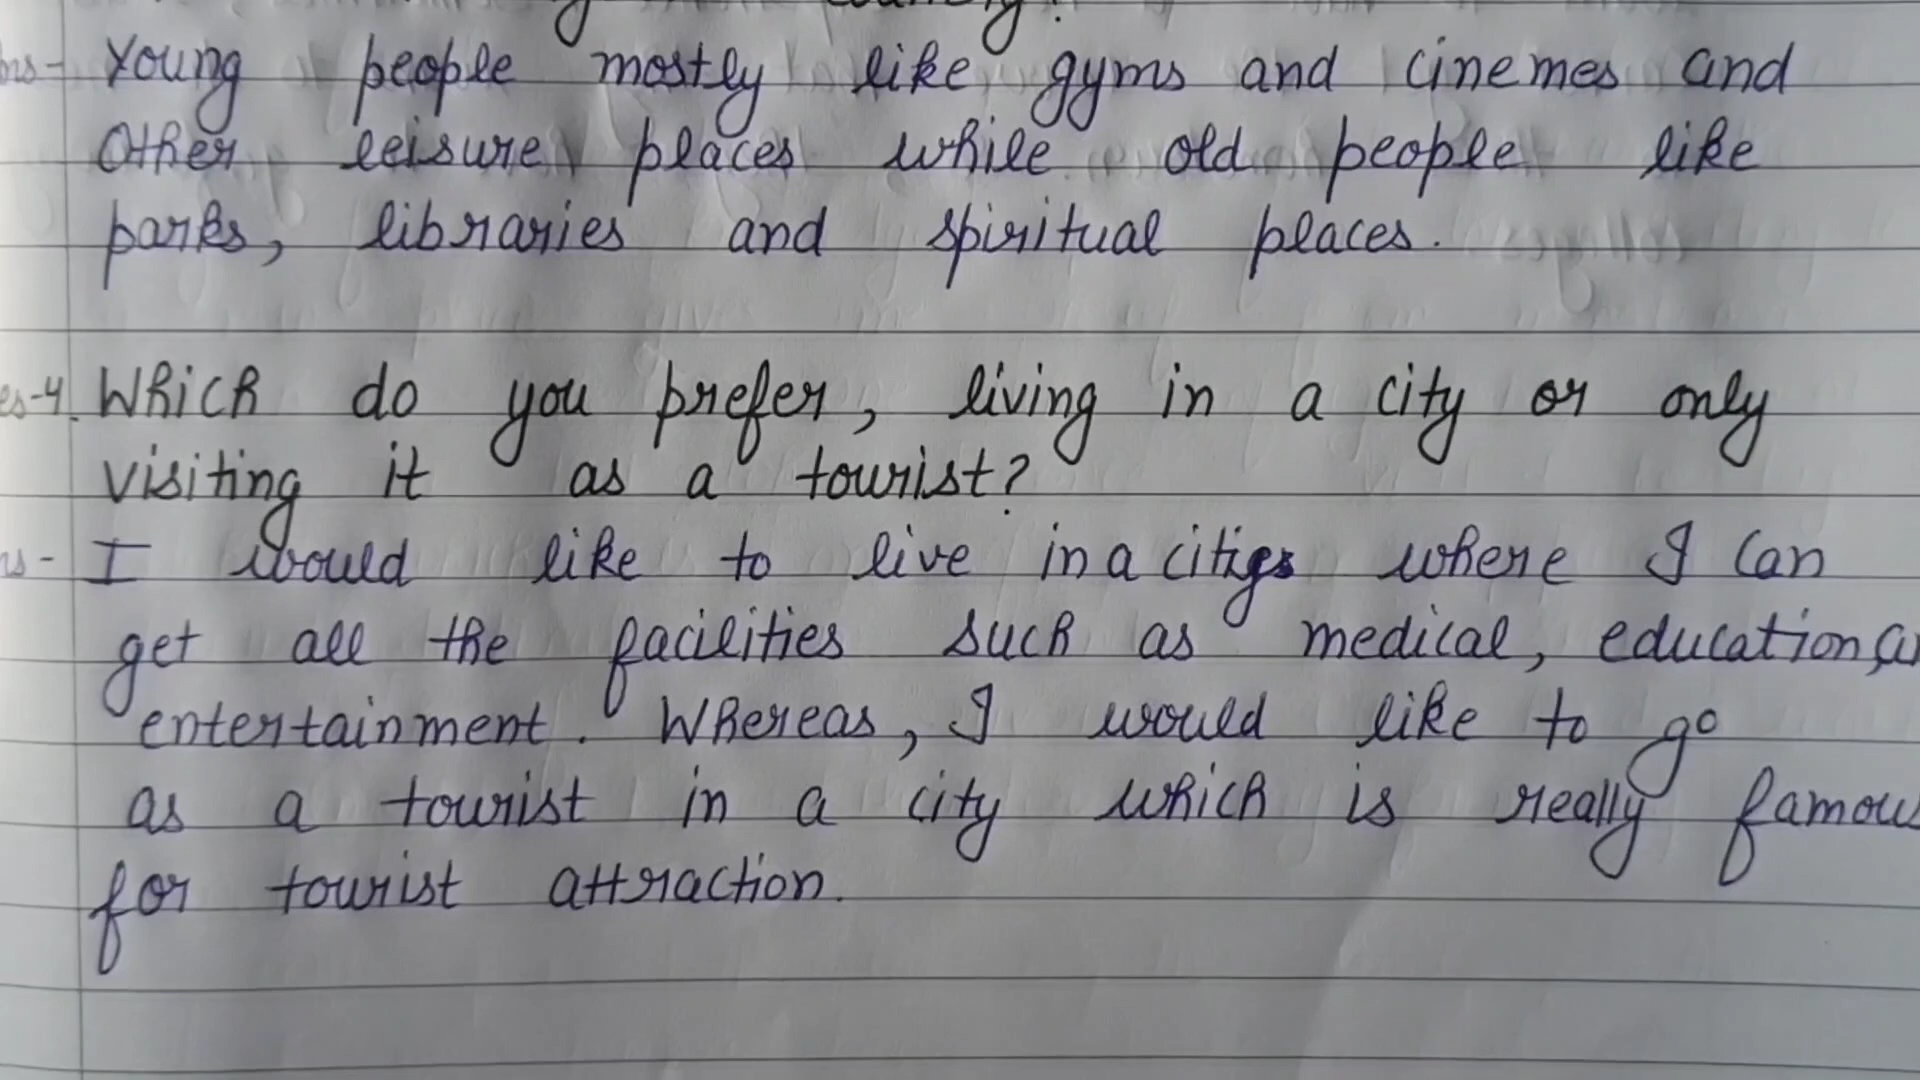 Young people mostly like gyms and cinemes and
Other leisure places while old people like
parks, libraries and spiritual places.
Which do you prefer, living in a city or only
visiting it as a tourist?
I would like to live in a where I can
get all the facilities such as medical, education,
entertainment. Whereas, I would like to go
as a tourist in a city which is really famou
for tourist attraction.